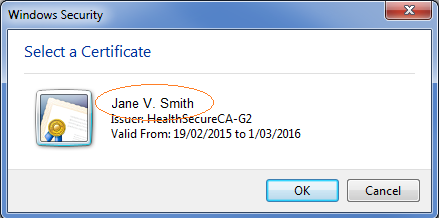 Windows Security
Select a Certificate
Jane V. Smith
Issuer: HealthSecureCA-G2
Valid From: 19/02/2015 to 1/03/2016
OK
Cancel